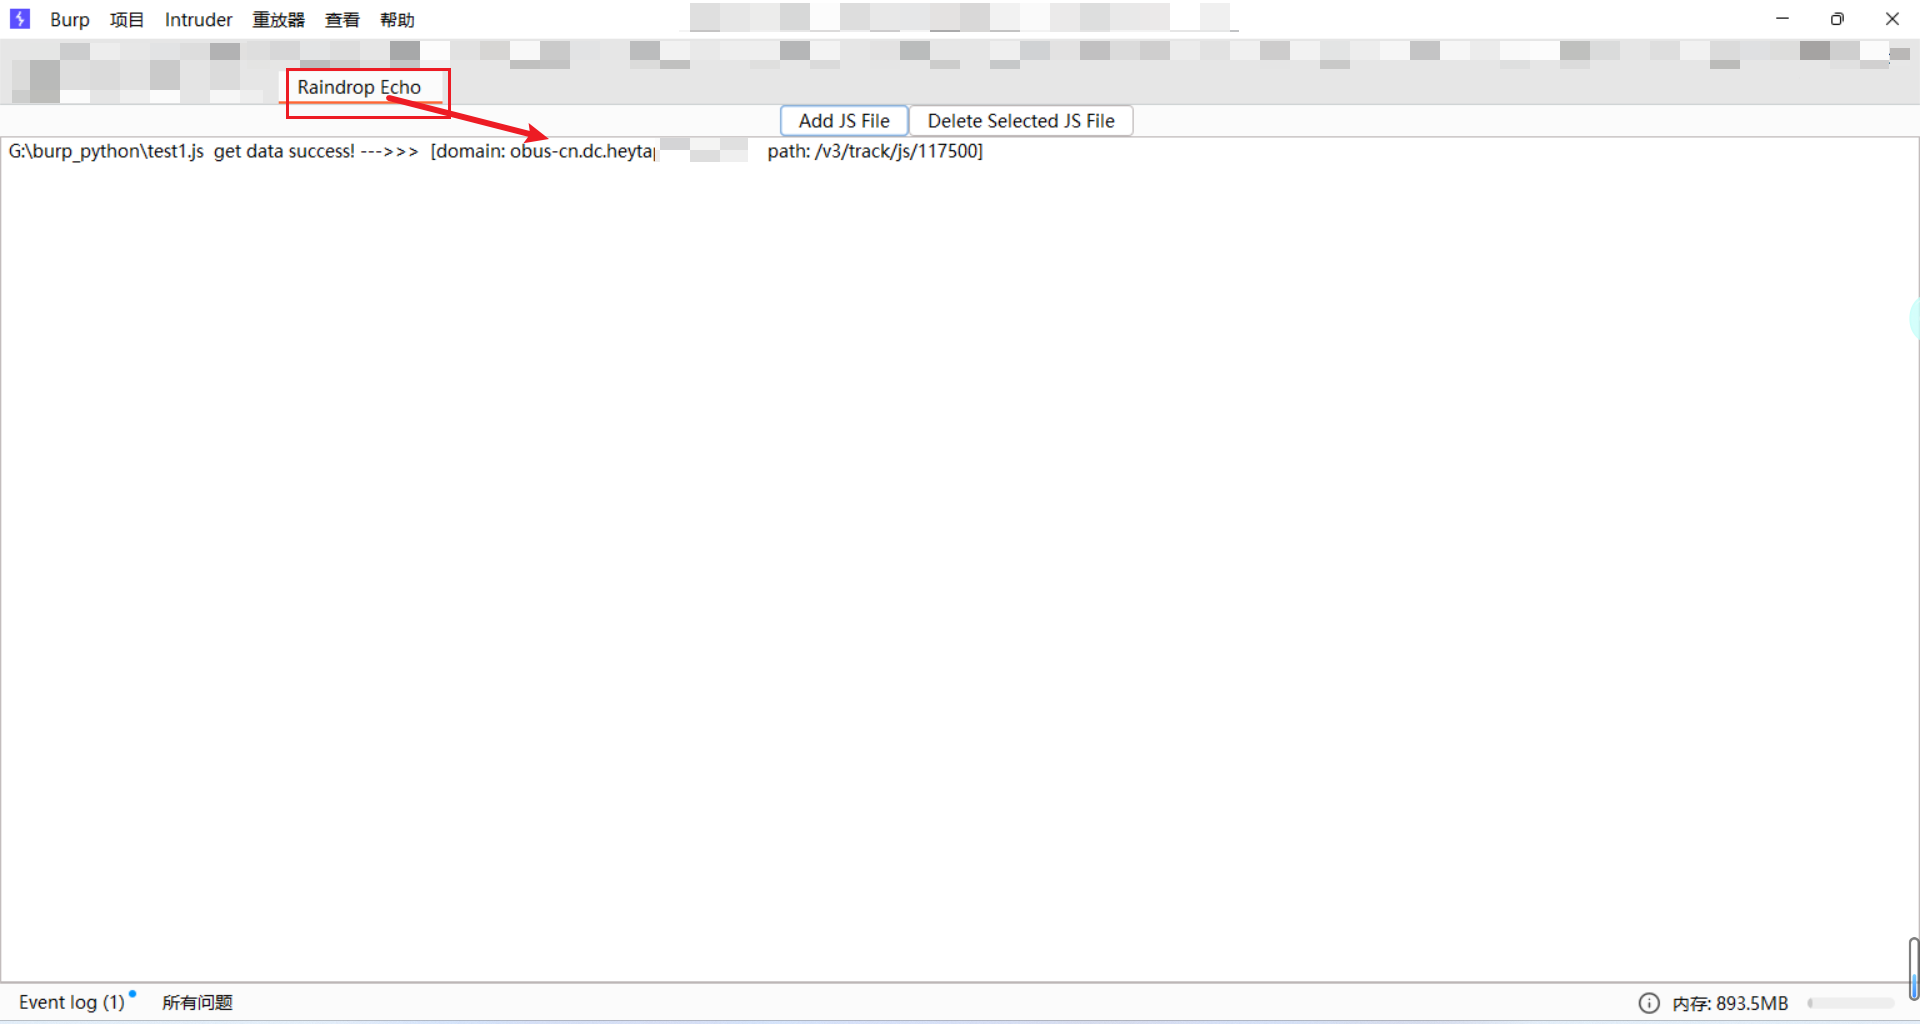 Burp 项目 Intruder 重放器 查看 帮助
Raindrop Echo
Add JS File Delete Selected JS File
G:\burp_python\test1.js get data success! --->>> [domain: obus-cn.dc.heyta path: /v3/track/js/117500]
Event log (1) 所有问题 内存: 893.5MB